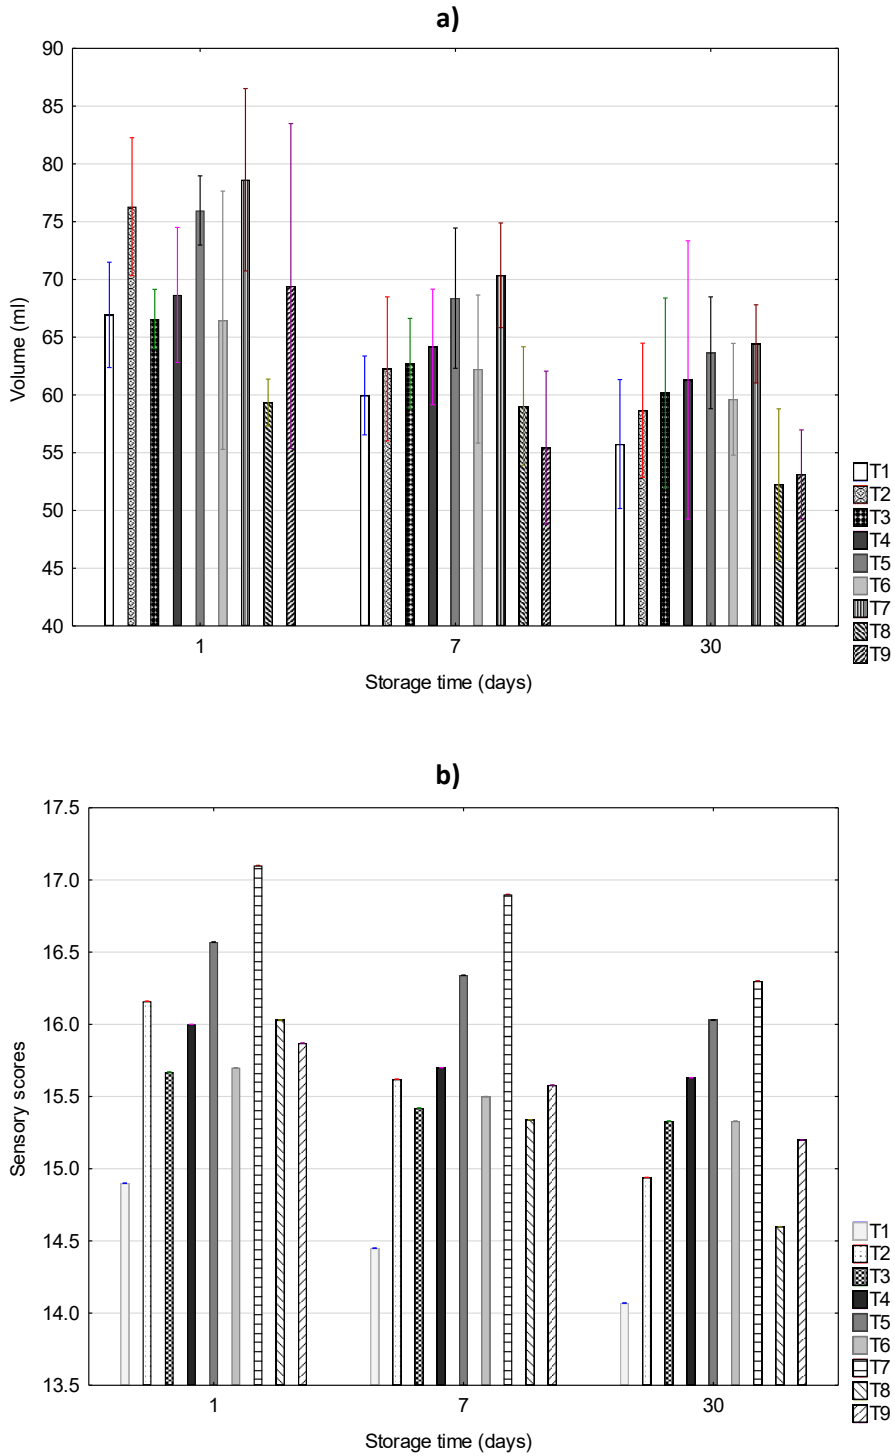 a)
90
85
80
75
70
65
60
55
50
45
40
Volume (ml)
1
7
30
Storage time (days)
T1
T2
T3
T4
T5
T6
T7
T8
T9
b)
17.5
17.0
16.5
16.0
15.5
15.0
14.5
14.0
13.5
Sensory scores
1
7
30
Storage time (days)
T1
T2
T3
T4
T5
T6
T7
T8
T9